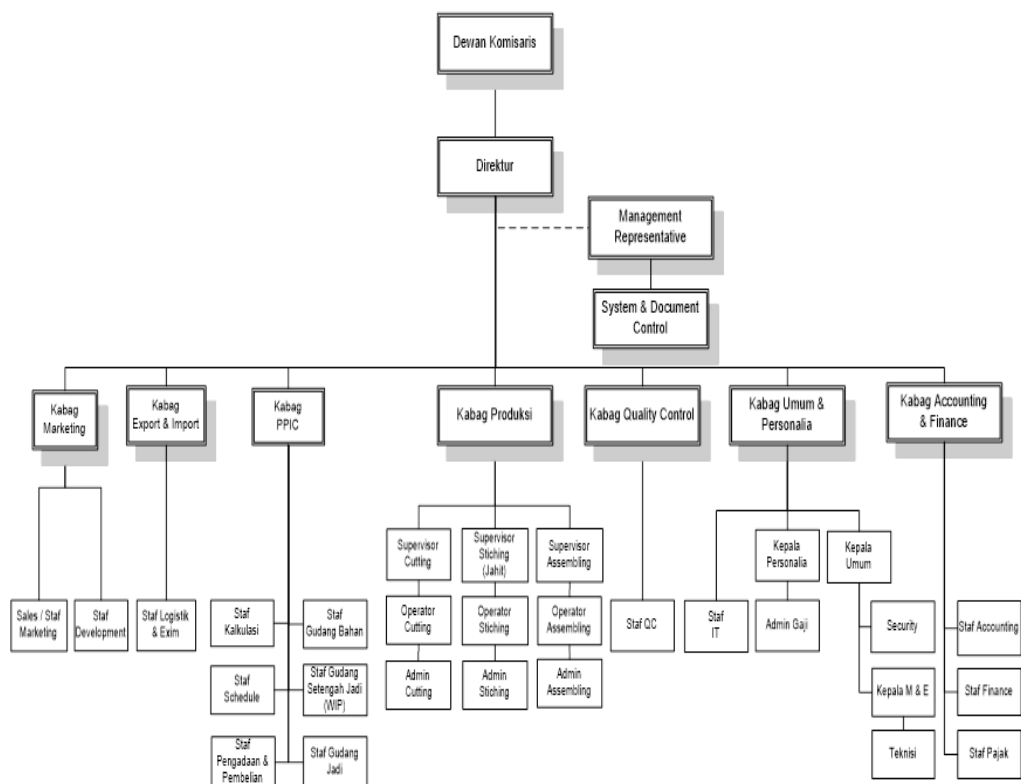 Dewan Komisaris
Direktur
Management
Representative
System & Document
Control
Kabag
Marketing
Kabag
Export & Import
Kabag
PPIC
Kabag Produksi
Kabag Quality Control
Kabag Umum &
Personalia
Kabag Accounting
& Finance
Supervisor
Cutting
Supervisor
Stiching
(Jahit)
Supervisor
Assembling
Kepala
Personalia
Kepala
Umum
Sales / Staf
Marketing
Staf
Development
Staf Logistik
& Exim
Staf
Kalkulasi
Staf
Gudang Bahan
Operator
Cutting
Operator
Stiching
Operator
Assembling
Staf QC
Staf
IT
Admin Gaji
Security
Staf Accounting
Staf
Schedule
Staf Gudang
Setengah Jadi
(WIP)
Admin
Cutting
Admin
Stiching
Admin
Assembling
Kepala M & E
Staf Finance
Staf
Pengadaan &
Pembelian
Staf Gudang
Jadi
Teknisi
Staf Pajak